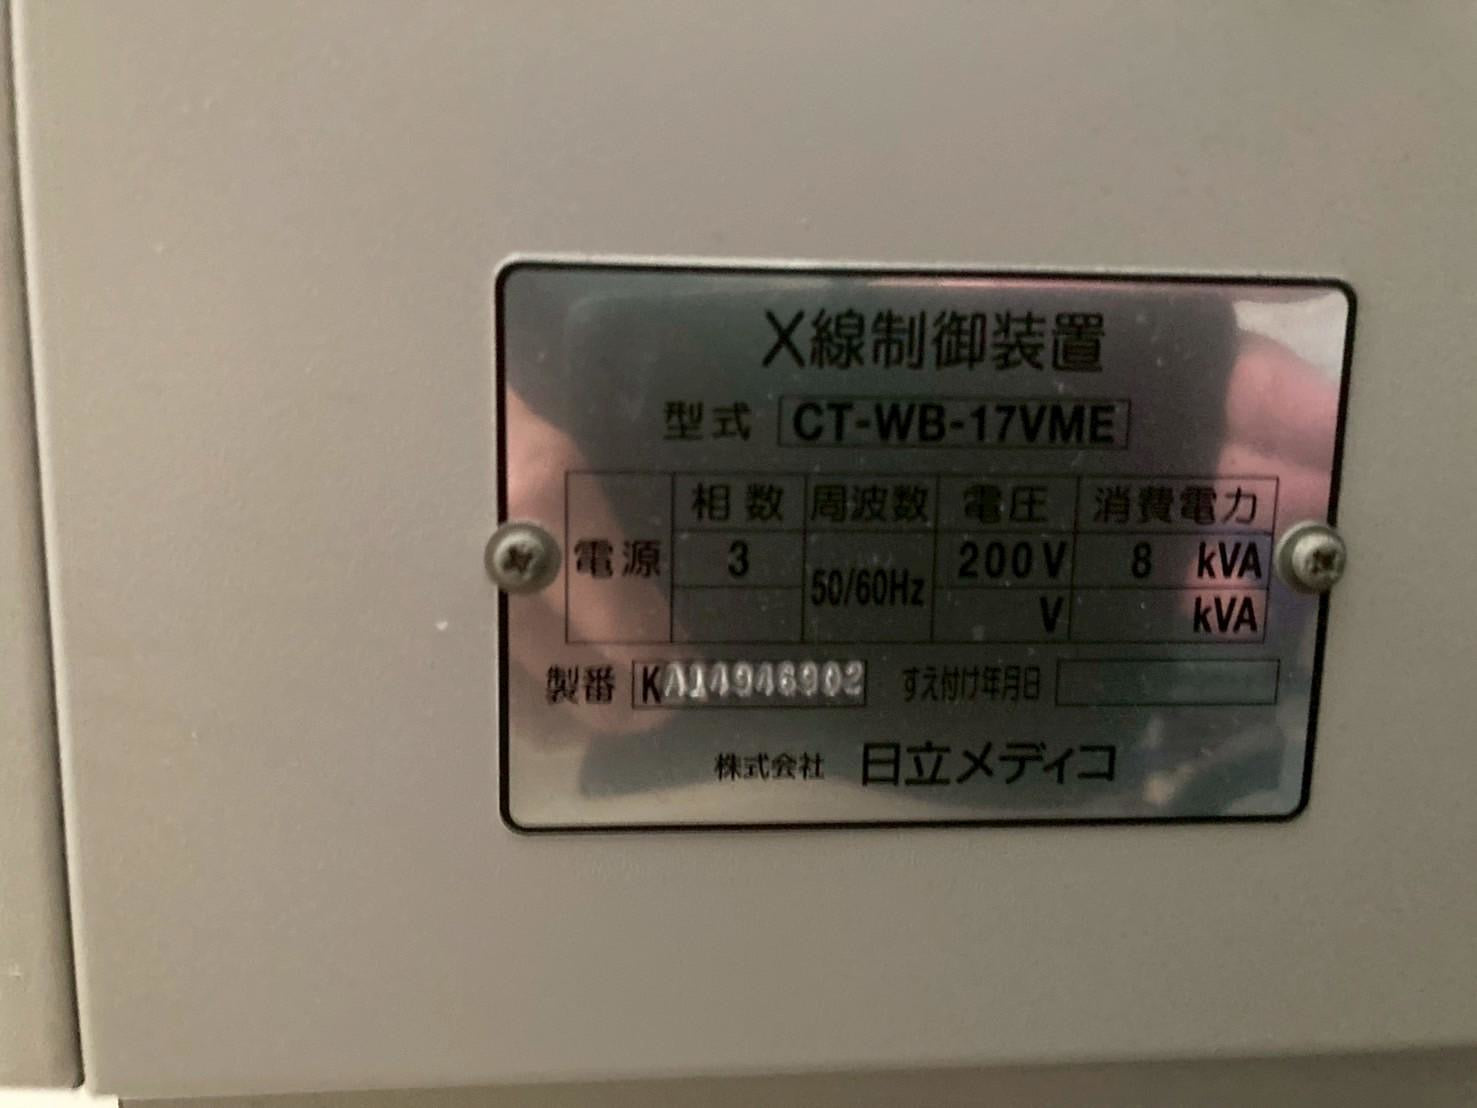 X線制御装置
型式 CT-WB-17VME
電源 相数 周波数 電圧 消費電力
3 50/60Hz 200V 8 kVA
V kVA
製番 KA14946902 すえ付け年月日
株式会社 日立メディコ